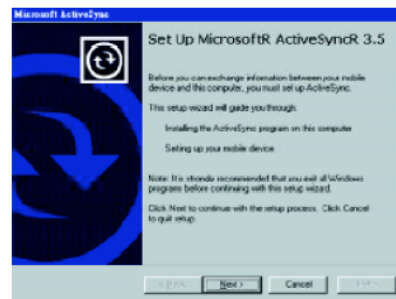 Microsoft ActiveSync
Set Up MicrosoftR ActiveSyncR 3.5
Before you can exchange information between your mobile
device and this computer, you must set up ActiveSync.
This setup wizard will guide you through:
Installing the ActiveSync program on this computer
Setting up your mobile device
Note: It is strongly recommended that you exit all Windows
programs before continuing with this setup wizard.
Click Next to continue with the setup process. Click Cancel
to quit setup.
< Back
Next >
Cancel
Help